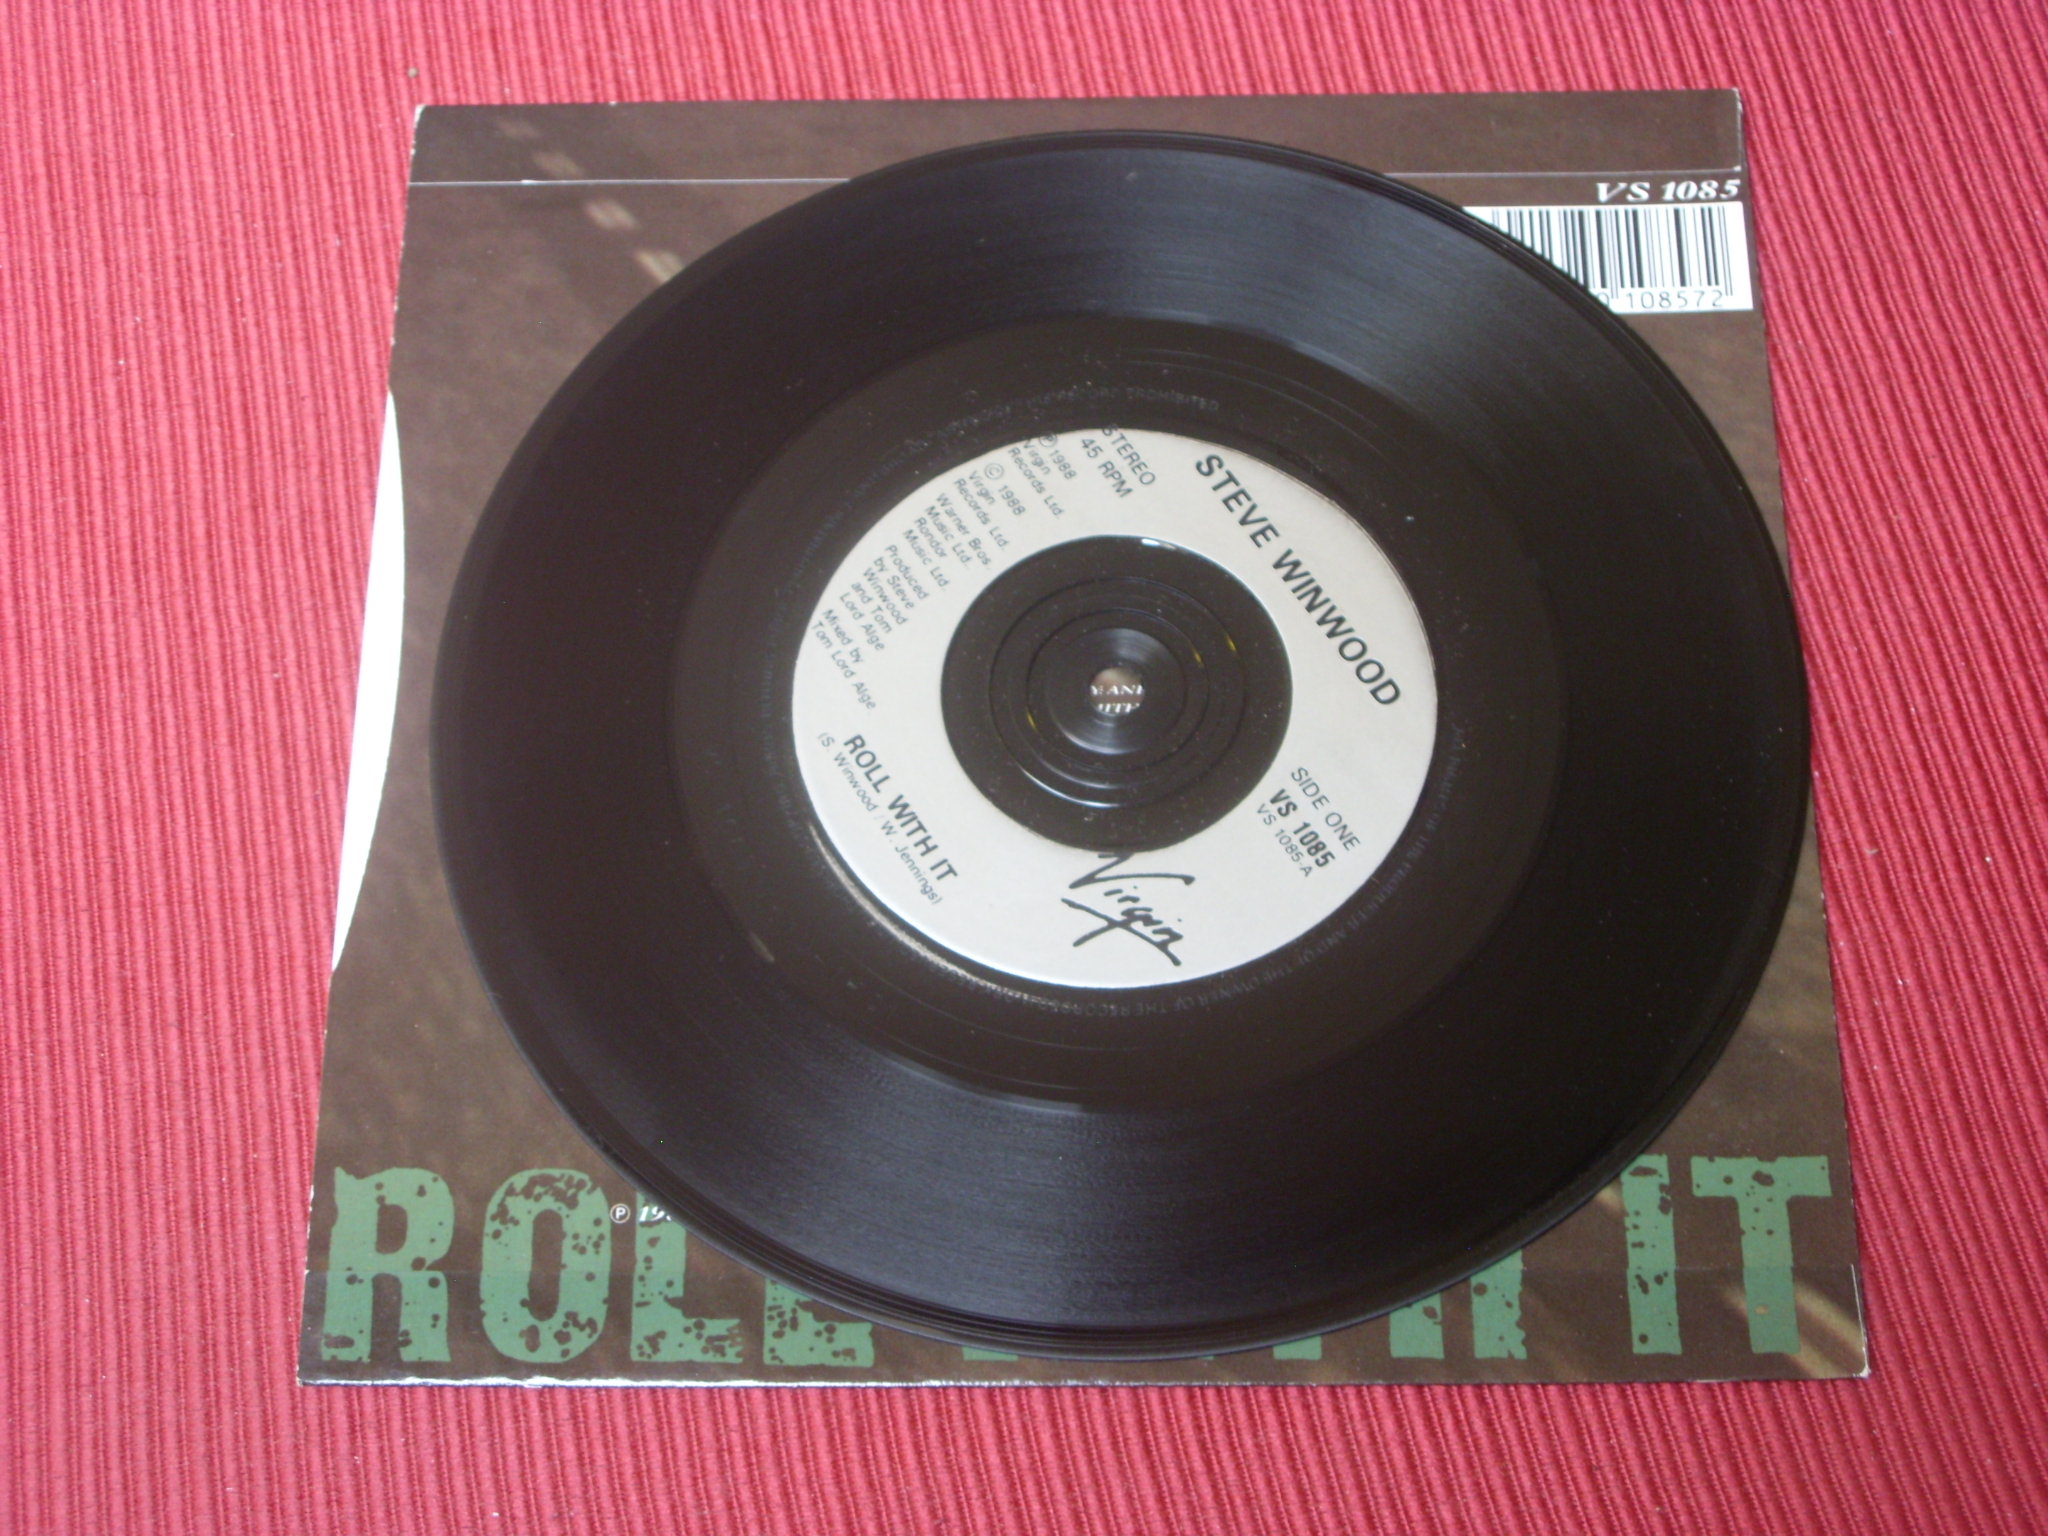 VS 1085
0 108572
STEVE WINWOOD
STEREO
45 RPM
℗ 1988
Virgin
Records Ltd.
© 1988
Virgin
Records Ltd.
Warner Bros.
Music Ltd.
Rondor
Music Ltd.
Produced
by Steve
Winwood
and Tom
Lord Alge
Mixed by
Tom Lord Alge
SIDE ONE
VS 1085
VS 1085-A
ROLL WITH IT
(S. Winwood / W. Jennings)
Virgin
℗
ROLL IT